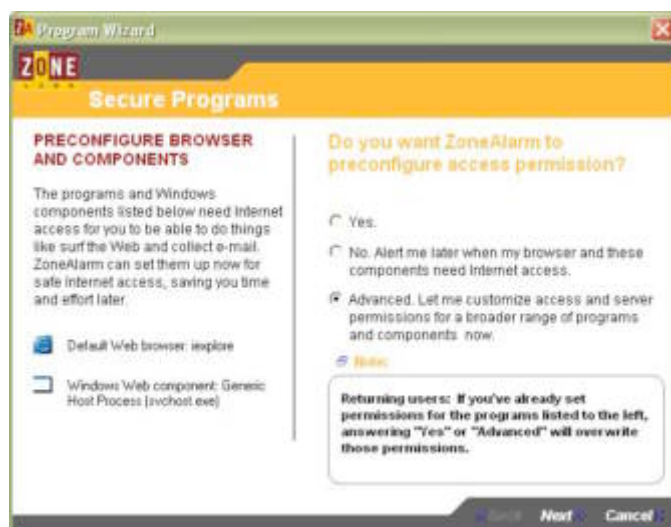 Program Wizard
ZONE
LABS
Secure Programs
PRECONFIGURE BROWSER
AND COMPONENTS
The programs and Windows
components listed below need Internet
access for you to be able to do things
like surf the Web and collect e-mail.
ZoneAlarm can set them up now for
safe Internet access, saving you time
and effort later.
Default Web browser: iexplore
Windows Web component: Generic
Host Process (svchost.exe)
Do you want ZoneAlarm to
preconfigure access permission?
Yes.
No. Alert me later when my browser and these
components need Internet access.
Advanced. Let me customize access and server
permissions for a broader range of programs
and components now.
Note:
Returning users: If you've already set
permissions for the programs listed to the left,
answering "Yes" or "Advanced" will overwrite
those permissions.
Back
Next
Cancel